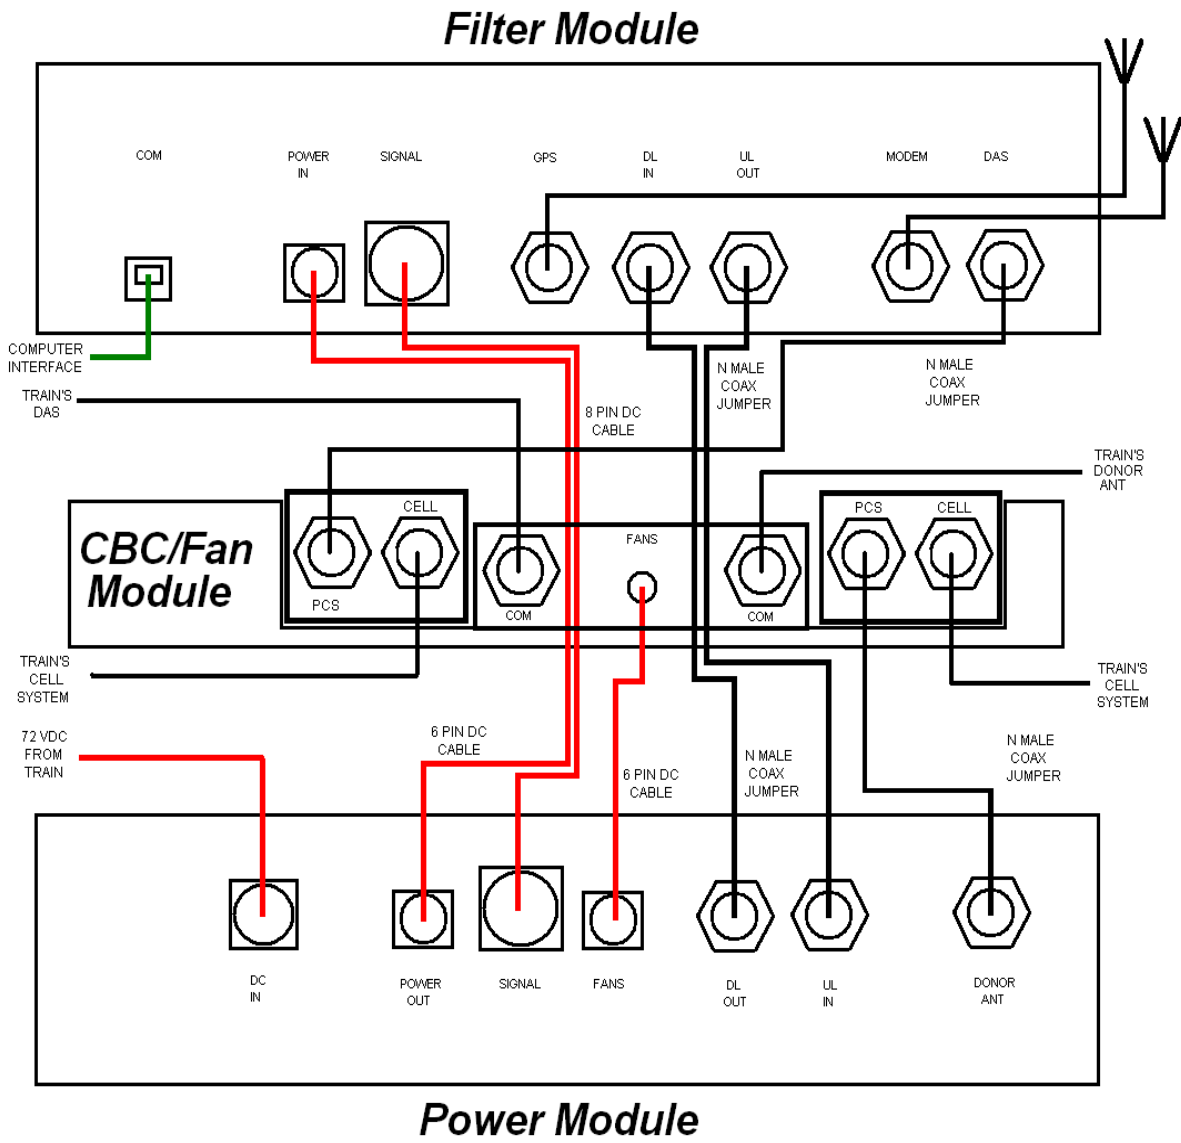 Filter Module
COM
POWER
IN
SIGNAL
GPS
DL
IN
UL
OUT
MODEM
DAS
COMPUTER
INTERFACE
TRAIN'S
DAS
8 PIN DC
CABLE
N MALE
COAX
JUMPER
N MALE
COAX
JUMPER
TRAIN'S
DONOR
ANT
CBC/Fan
Module
CELL
PCS
COM
FANS
COM
PCS
CELL
TRAIN'S
CELL
SYSTEM
TRAIN'S
CELL
SYSTEM
72 VDC
FROM
TRAIN
6 PIN DC
CABLE
6 PIN DC
CABLE
N MALE
COAX
JUMPER
N MALE
COAX
JUMPER
DC
IN
POWER
OUT
SIGNAL
FANS
DL
OUT
UL
IN
DONOR
ANT
Power Module